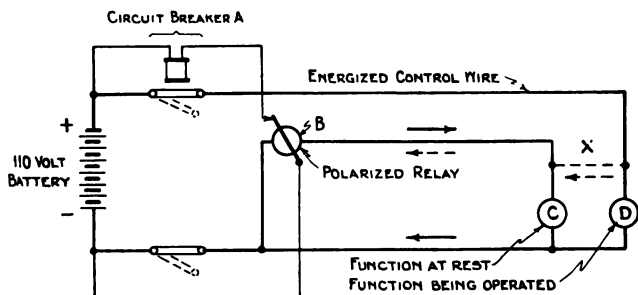 CIRCUIT BREAKER A
ENERGIZED CONTROL WIRE
+
B
110 VOLT
BATTERY
POLARIZED RELAY
X
-
C
D
FUNCTION AT REST
FUNCTION BEING OPERATED